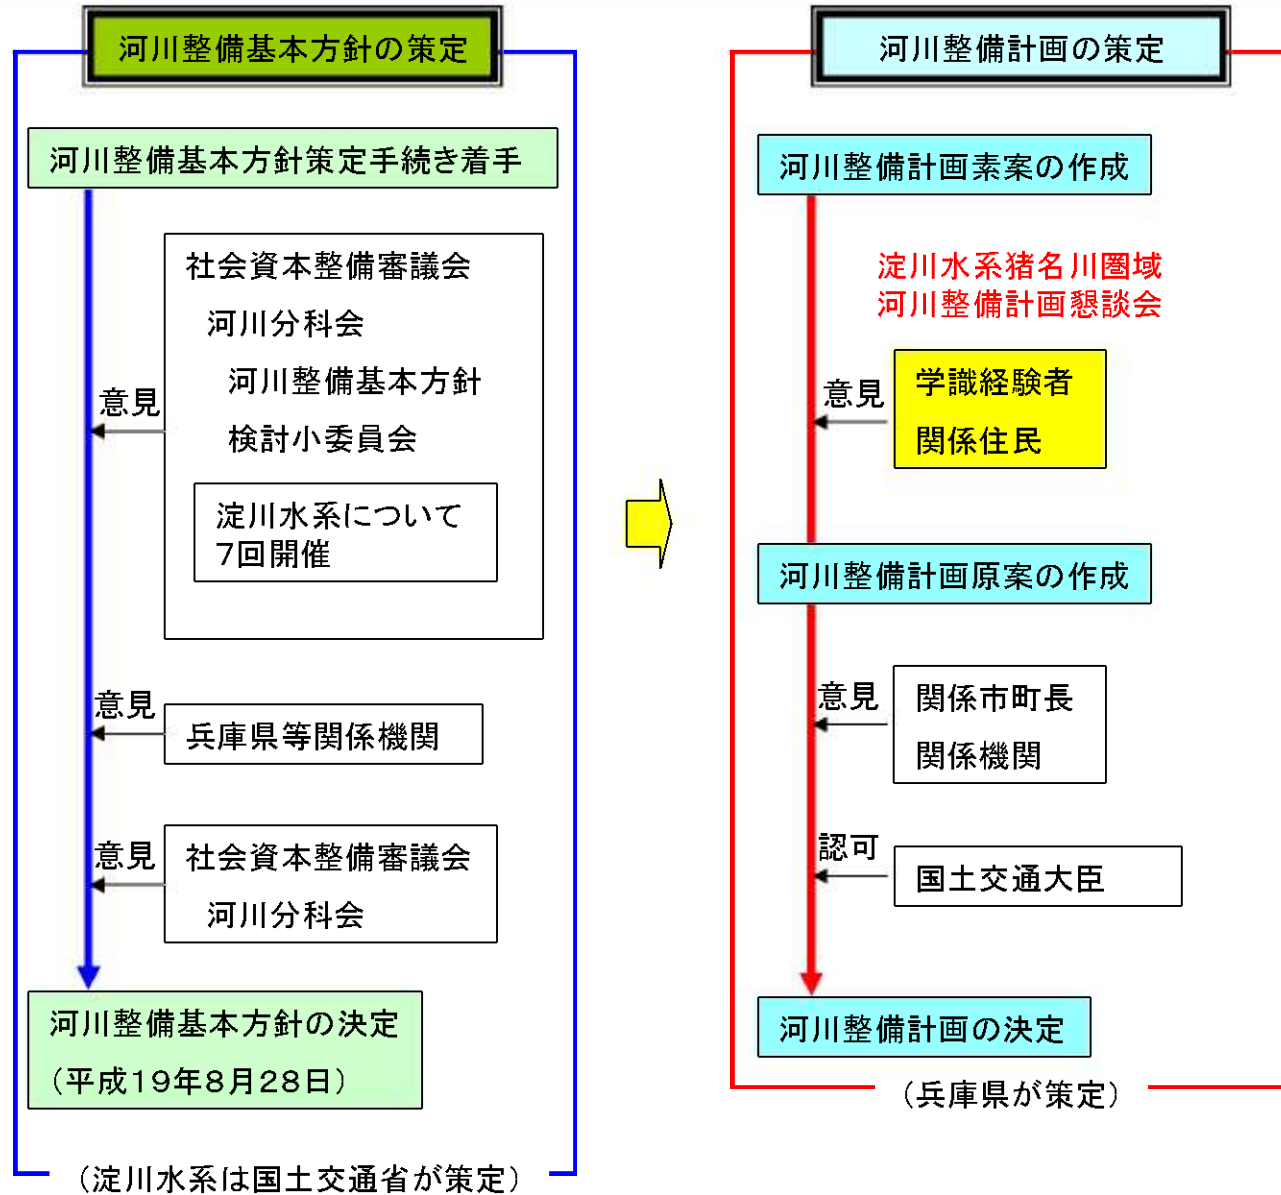 河川整備基本方針の策定
河川整備基本方針策定手続き着手
社会資本整備審議会
河川分科会
河川整備基本方針
検討小委員会
意見
淀川水系について
7回開催
意見
兵庫県等関係機関
意見
社会資本整備審議会
河川分科会
河川整備基本方針の決定
(平成19年8月28日)
(淀川水系は国土交通省が策定)
河川整備計画の策定
河川整備計画素案の作成
淀川水系猪名川圏域
河川整備計画懇談会
意見
学識経験者
関係住民
河川整備計画原案の作成
意見
関係市町長
関係機関
認可
国土交通大臣
河川整備計画の決定
(兵庫県が策定)